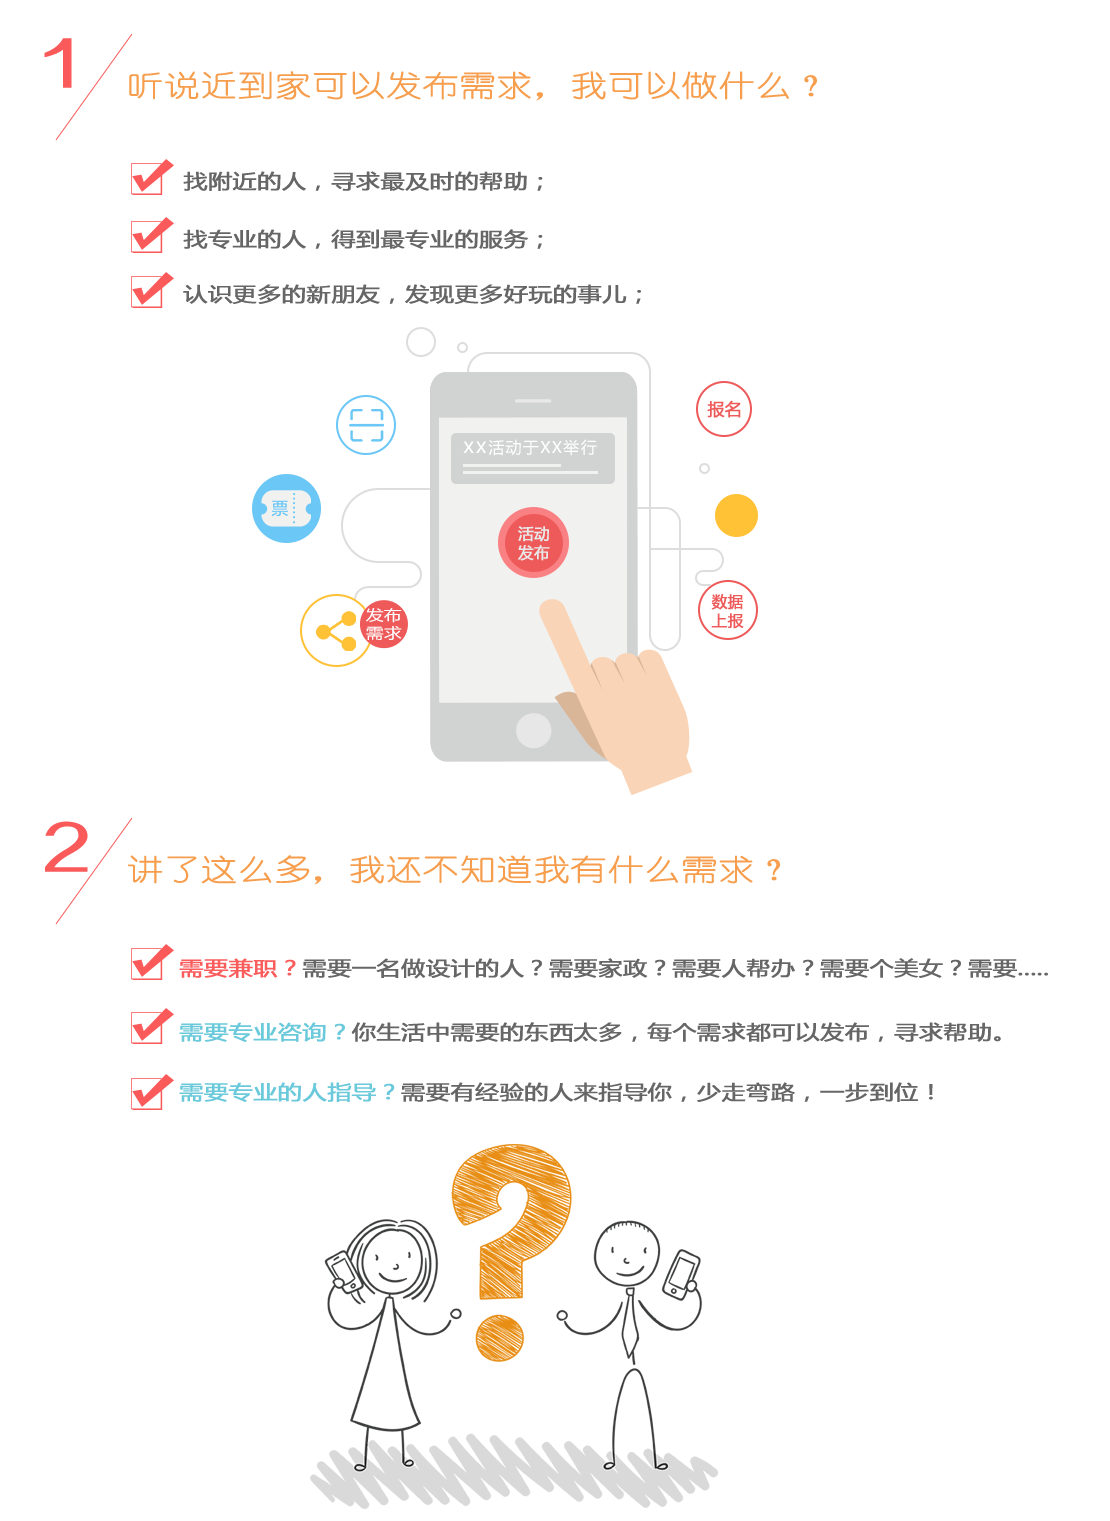 1
听说近到家可以发布需求，我可以做什么？
找附近的人，寻求最及时的帮助；
找专业的人，得到最专业的服务；
认识更多的新朋友，发现更多好玩的事儿；
XX活动于XX举行
报名
票
活动
发布
发布
需求
数据
上报
2
讲了这么多，我还不知道我有什么需求？
需要兼职？需要一名做设计的人？需要家政？需要人帮办？需要个美女？需要.....
需要专业咨询？你生活中需要的东西太多，每个需求都可以发布，寻求帮助。
需要专业的人指导？需要有经验的人来指导你，少走弯路，一步到位！